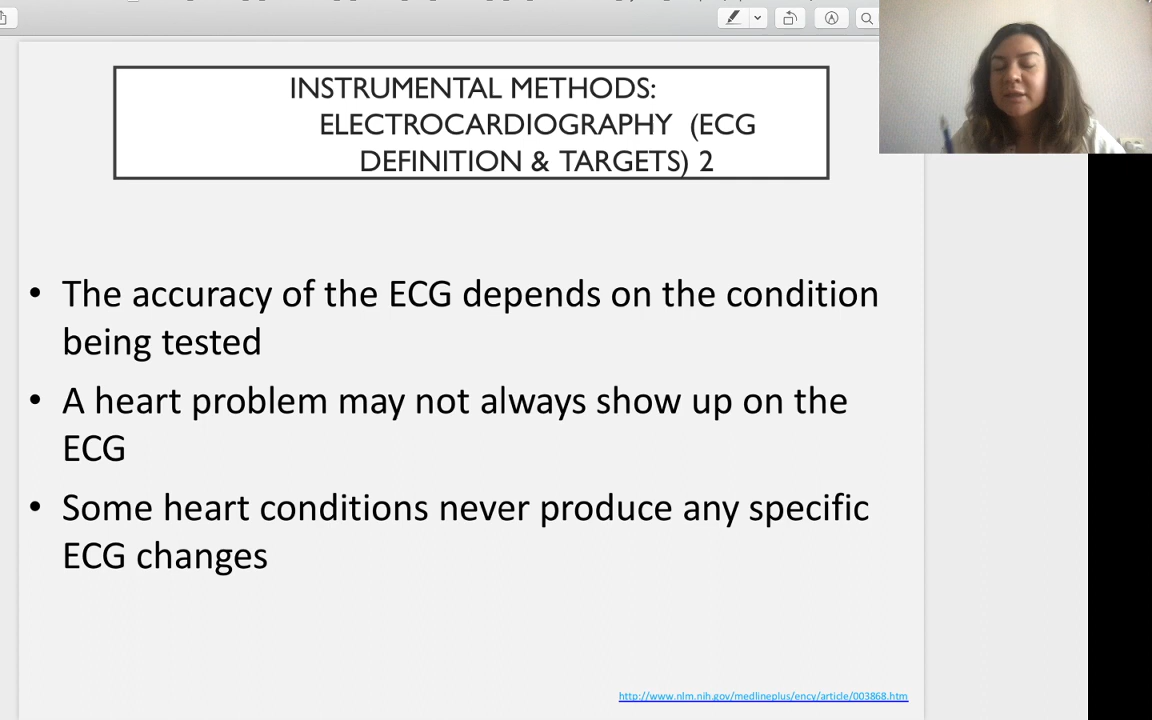 INSTRUMENTAL METHODS:
ELECTROCARDIOGRAPHY (ECG
DEFINITION & TARGETS) 2
• The accuracy of the ECG depends on the condition
being tested
• A heart problem may not always show up on the
ECG
• Some heart conditions never produce any specific
ECG changes
http://www.nlm.nih.gov/medlineplus/ency/article/003868.htm